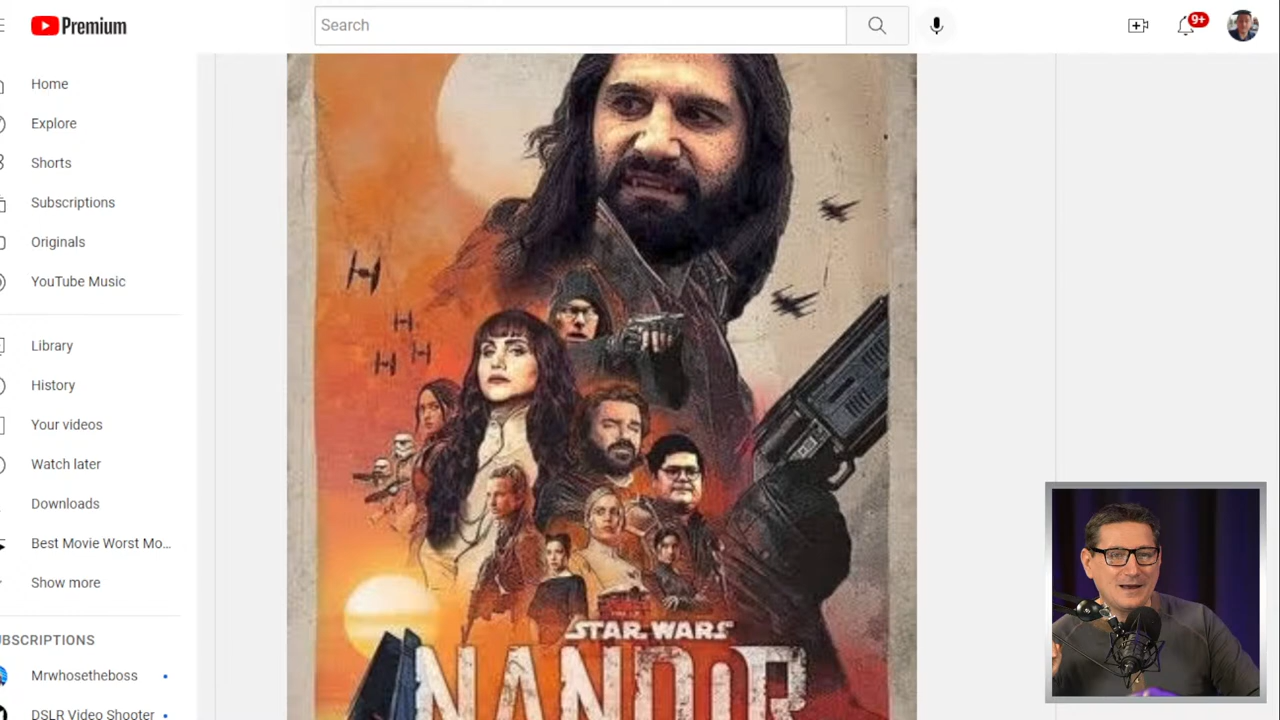 Premium
Search
9+
Home
Explore
Shorts
Subscriptions
Originals
YouTube Music
Library
History
Your videos
Watch later
Downloads
Best Movie Worst Mo...
Show more
UBSCRIPTIONS
Mrwhosetheboss
DSLR Video Shooter
STAR WARS
NANDOR